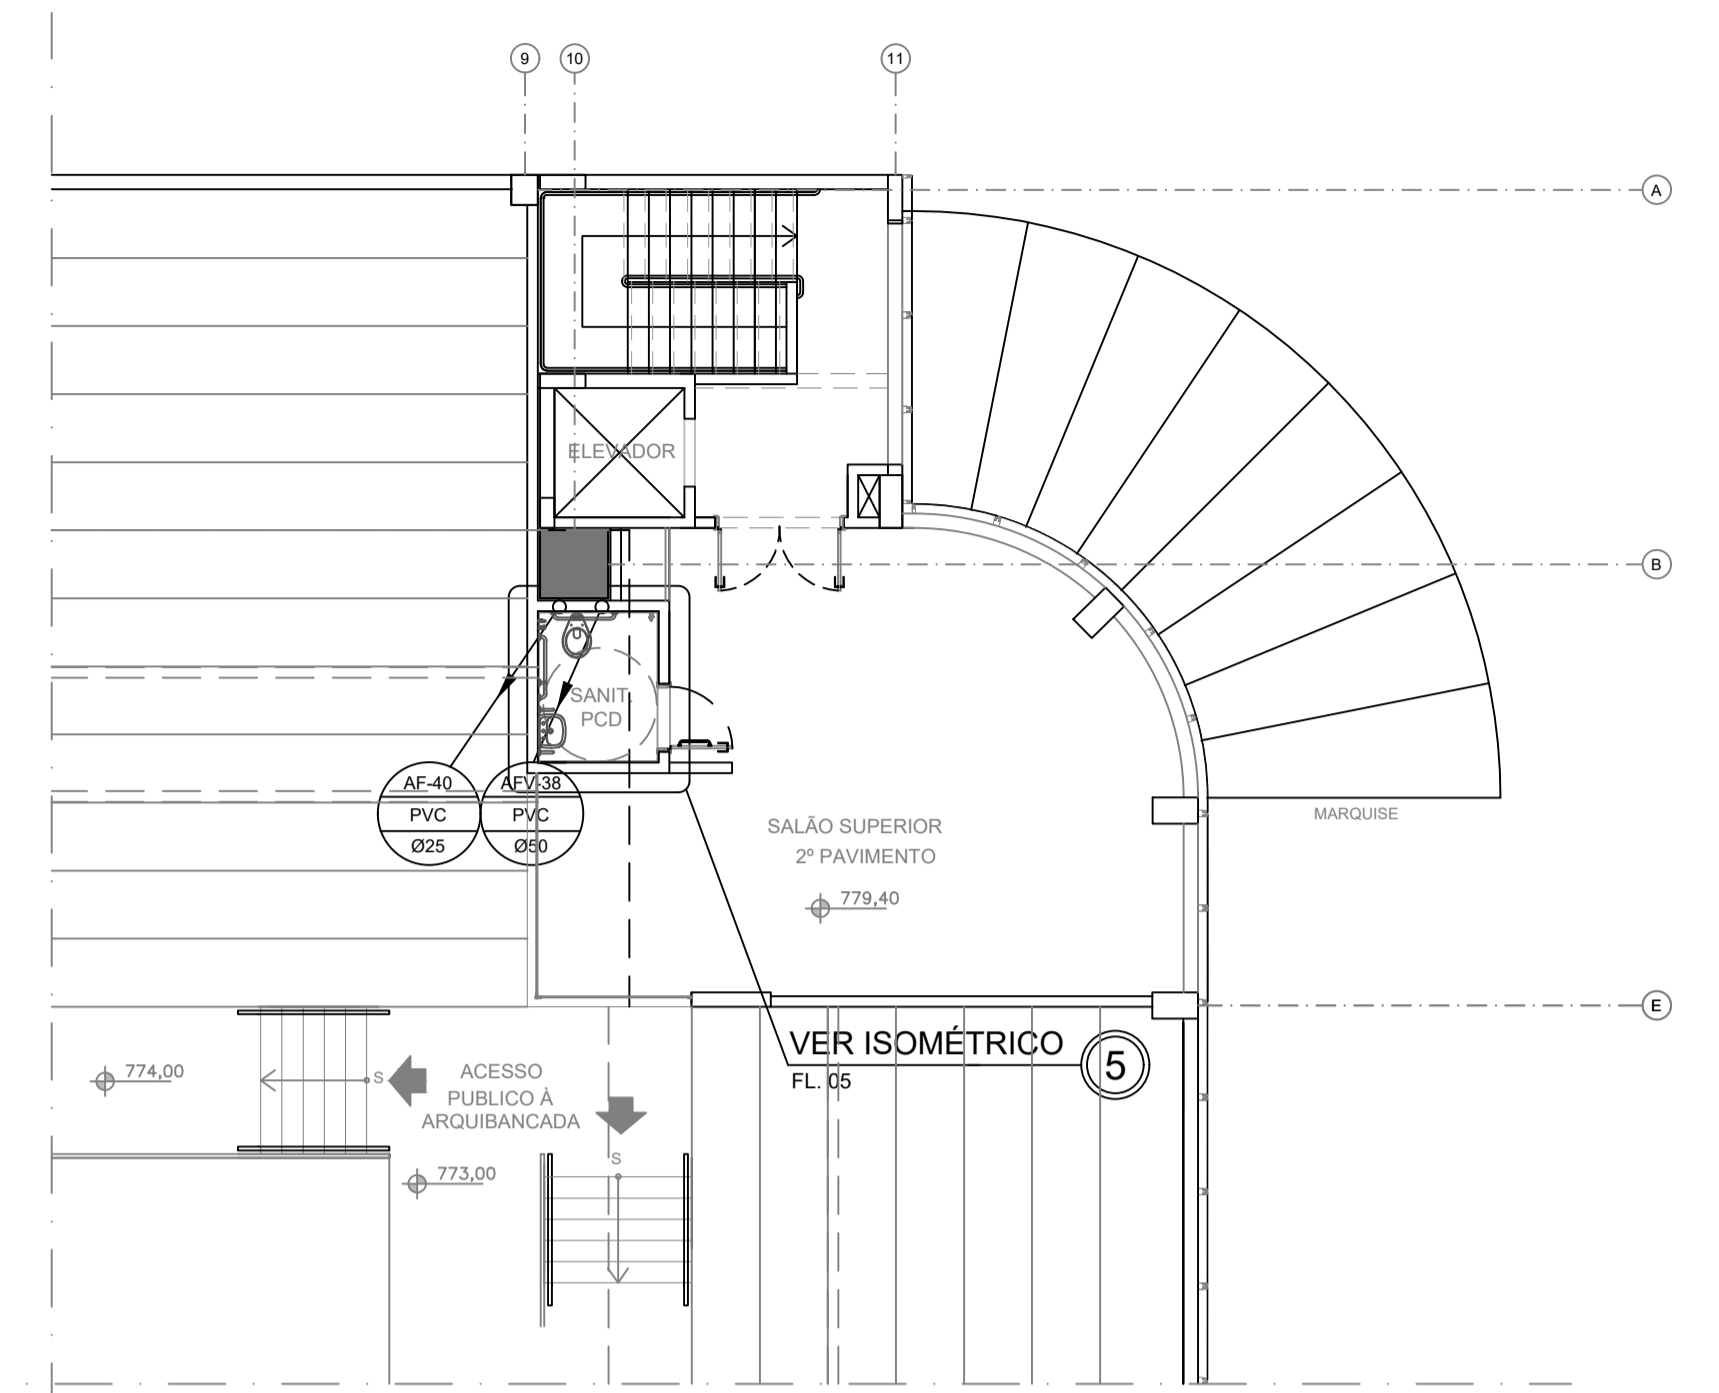 9
10
11
A
ELEVADOR
B
SANIT.
PCD
AF-40
PVC
Ø25
AFV-38
PVC
Ø50
SALÃO SUPERIOR
2º PAVIMENTO
779,40
MARQUISE
E
VER ISOMÉTRICO
FL. 05
5
774,00
S
ACESSO
PUBLICO À
ARQUIBANCADA
S
773,00